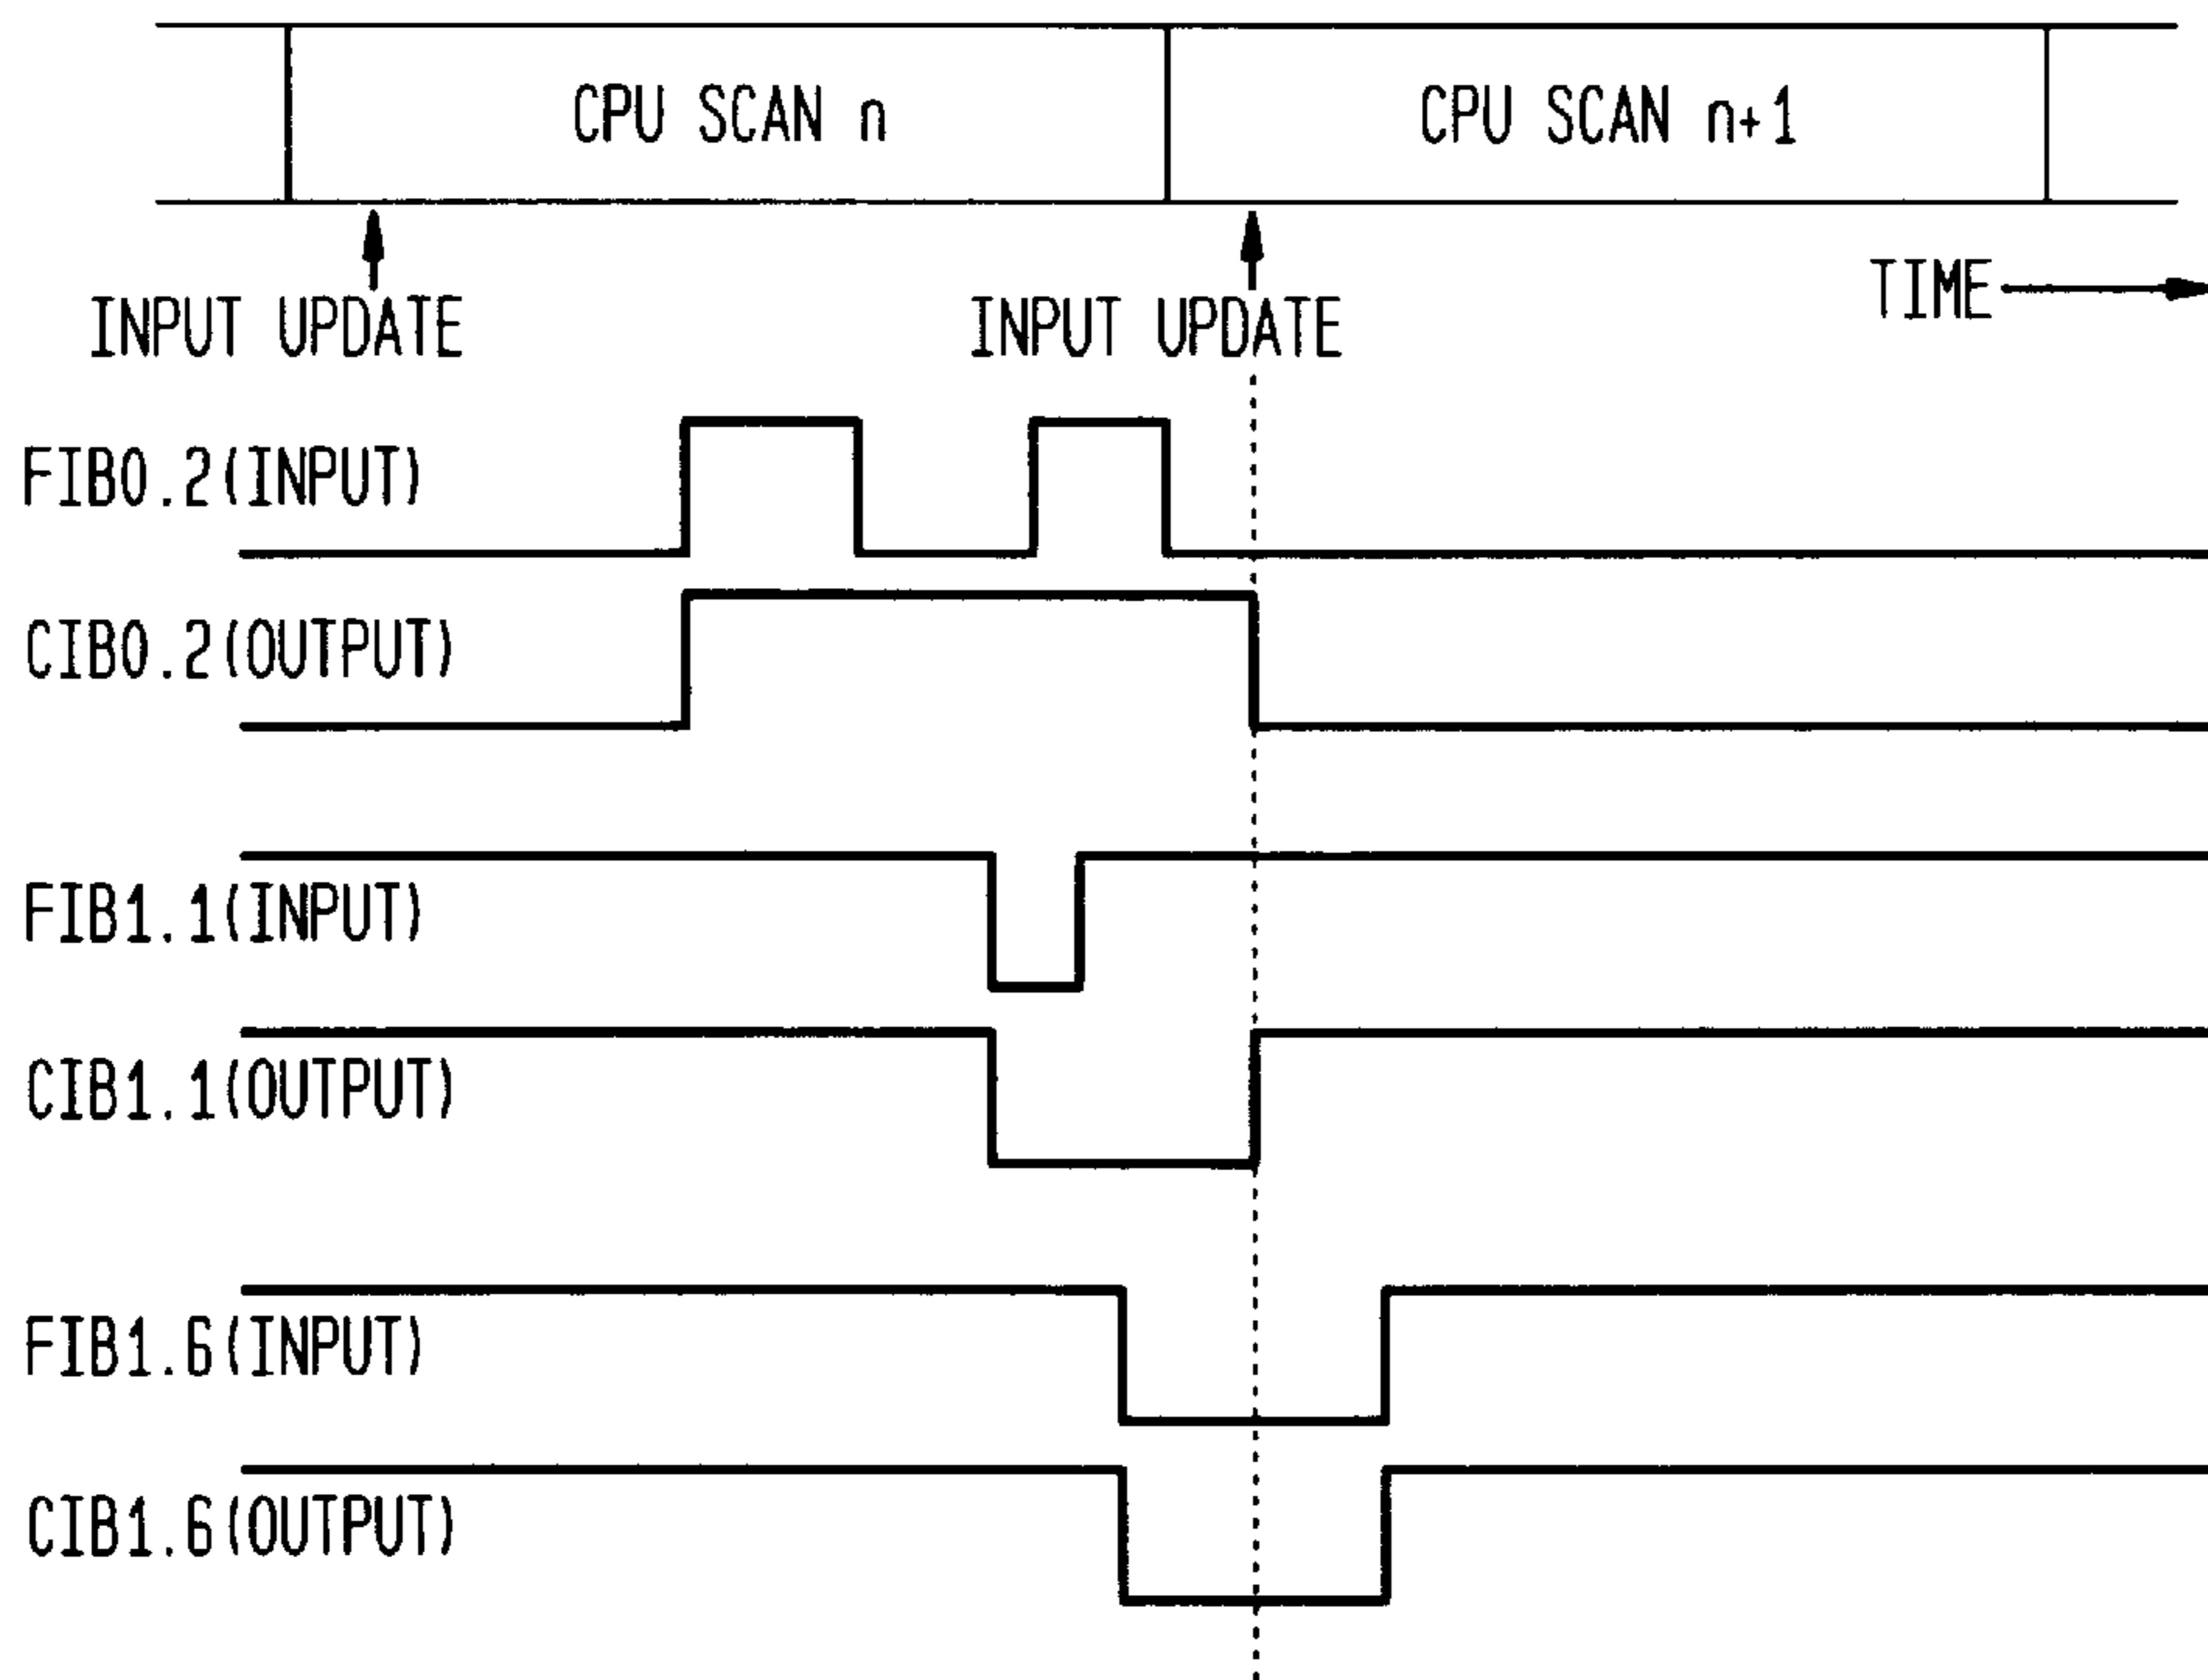 CPU SCAN n
CPU SCAN n+1
INPUT UPDATE
INPUT UPDATE
TIME
FIB0.2(INPUT)
CIB0.2(OUTPUT)
FIB1.1(INPUT)
CIB1.1(OUTPUT)
FIB1.6(INPUT)
CIB1.6(OUTPUT)